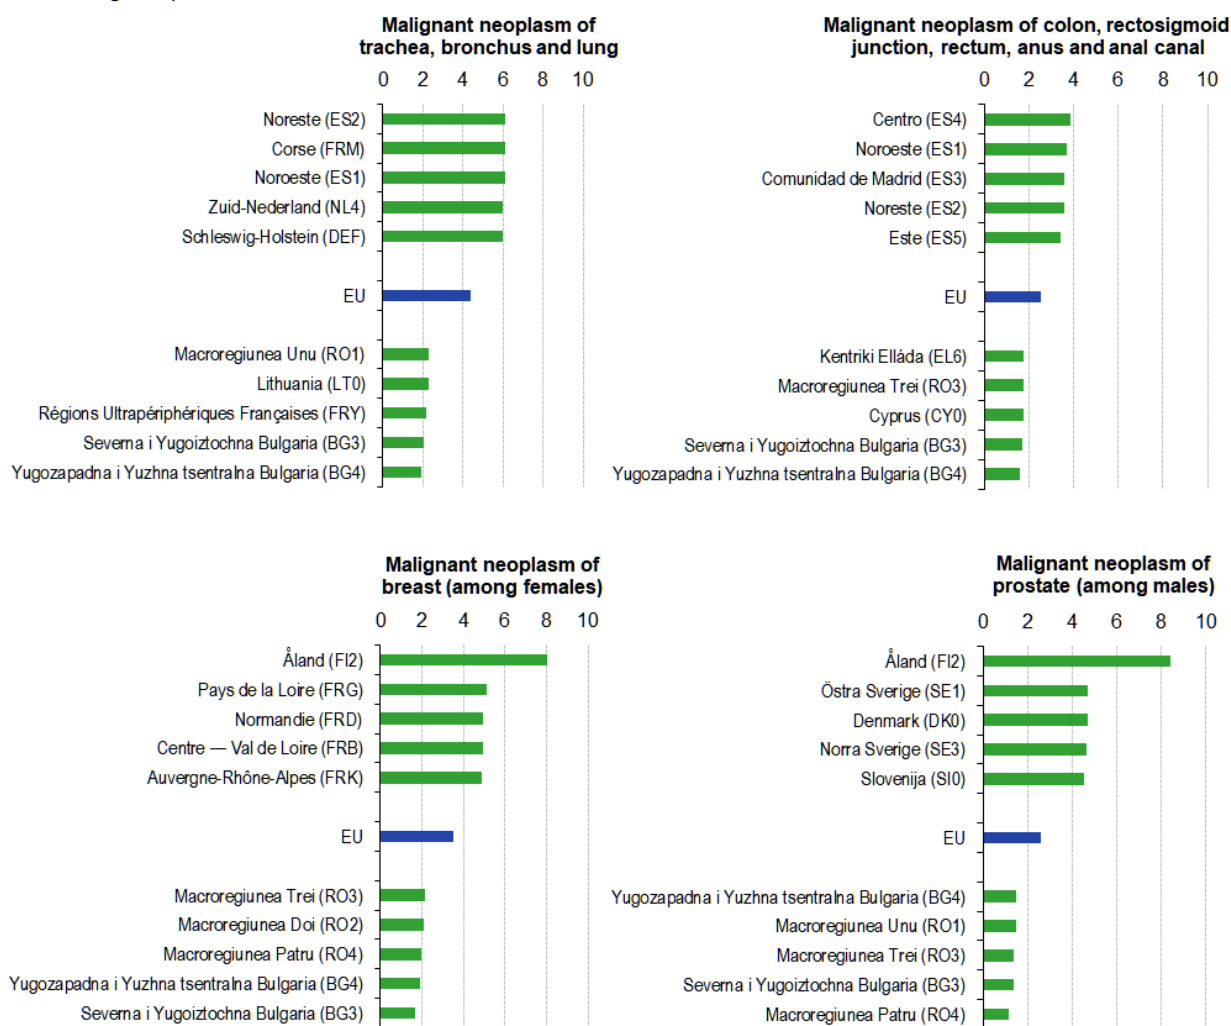 Malignant neoplasm of
trachea, bronchus and lung
0 2 4 6 8 10
Noreste (ES2)
Corse (FRM)
Noroeste (ES1)
Zuid-Nederland (NL4)
Schleswig-Holstein (DEF)
EU
Macroregiunea Unu (RO1)
Lithuania (LT0)
Régions Ultrapériphériques Françaises (FRY)
Severna i Yugoiztochna Bulgaria (BG3)
Yugozapadna i Yuzhna tsentralna Bulgaria (BG4)
Malignant neoplasm of colon, rectosigmoid
junction, rectum, anus and anal canal
0 2 4 6 8 10
Centro (ES4)
Noroeste (ES1)
Comunidad de Madrid (ES3)
Noreste (ES2)
Este (ES5)
EU
Kentriki Elláda (EL6)
Macroregiunea Trei (RO3)
Cyprus (CY0)
Severna i Yugoiztochna Bulgaria (BG3)
Yugozapadna i Yuzhna tsentralna Bulgaria (BG4)
Malignant neoplasm of
breast (among females)
0 2 4 6 8 10
Åland (FI2)
Pays de la Loire (FRG)
Normandie (FRD)
Centre — Val de Loire (FRB)
Auvergne-Rhône-Alpes (FRK)
EU
Macroregiunea Trei (RO3)
Macroregiunea Doi (RO2)
Macroregiunea Patru (RO4)
Yugozapadna i Yuzhna tsentralna Bulgaria (BG4)
Severna i Yugoiztochna Bulgaria (BG3)
Malignant neoplasm of
prostate (among males)
0 2 4 6 8 10
Åland (FI2)
Östra Sverige (SE1)
Denmark (DK0)
Norra Sverige (SE3)
Slovenija (SI0)
EU
Yugozapadna i Yuzhna tsentralna Bulgaria (BG4)
Macroregiunea Unu (RO1)
Macroregiunea Trei (RO3)
Severna i Yugoiztochna Bulgaria (BG3)
Macroregiunea Patru (RO4)